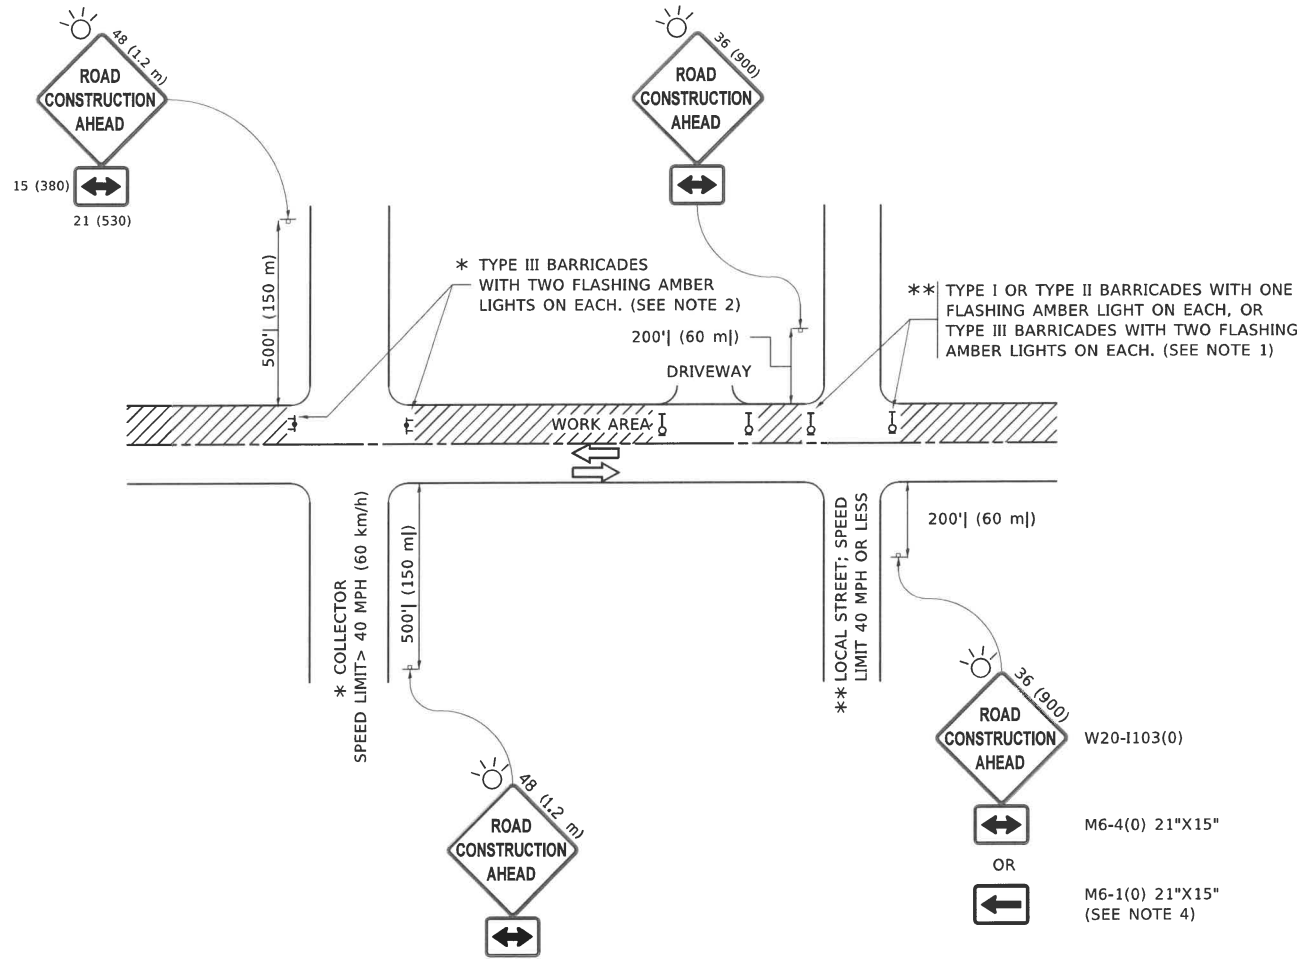 48 (1.2 m)
ROAD
CONSTRUCTION
AHEAD
15 (380)
21 (530)
36 (900)
ROAD
CONSTRUCTION
AHEAD
500'| (150 m)
* TYPE III BARRICADES
WITH TWO FLASHING AMBER
LIGHTS ON EACH. (SEE NOTE 2)
200'| (60 m|)
DRIVEWAY
** TYPE I OR TYPE II BARRICADES WITH ONE
FLASHING AMBER LIGHT ON EACH, OR
TYPE III BARRICADES WITH TWO FLASHING
AMBER LIGHTS ON EACH. (SEE NOTE 1)
WORK AREA
* COLLECTOR
SPEED LIMIT> 40 MPH (60 km/h)
500'| (150 m|)
** LOCAL STREET; SPEED
LIMIT 40 MPH OR LESS
200'| (60 m|)
48 (1.2 m)
ROAD
CONSTRUCTION
AHEAD
36 (900)
ROAD
CONSTRUCTION
AHEAD
W20-I103(0)
M6-4(0) 21"X15"
OR
M6-1(0) 21"X15"
(SEE NOTE 4)